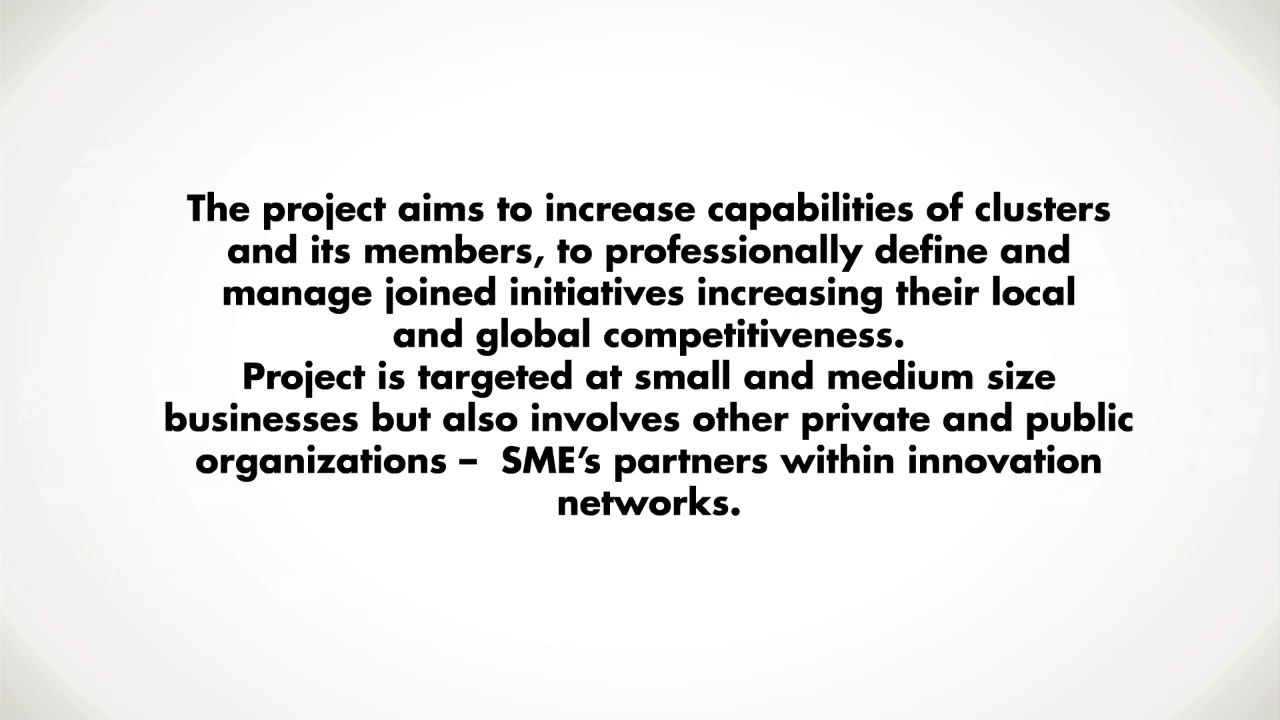 The project aims to increase capabilities of clusters
and its members, to professionally define and
manage joined initiatives increasing their local
and global competitiveness.
Project is targeted at small and medium size
businesses but also involves other private and public
organizations –  SME’s partners within innovation
networks.